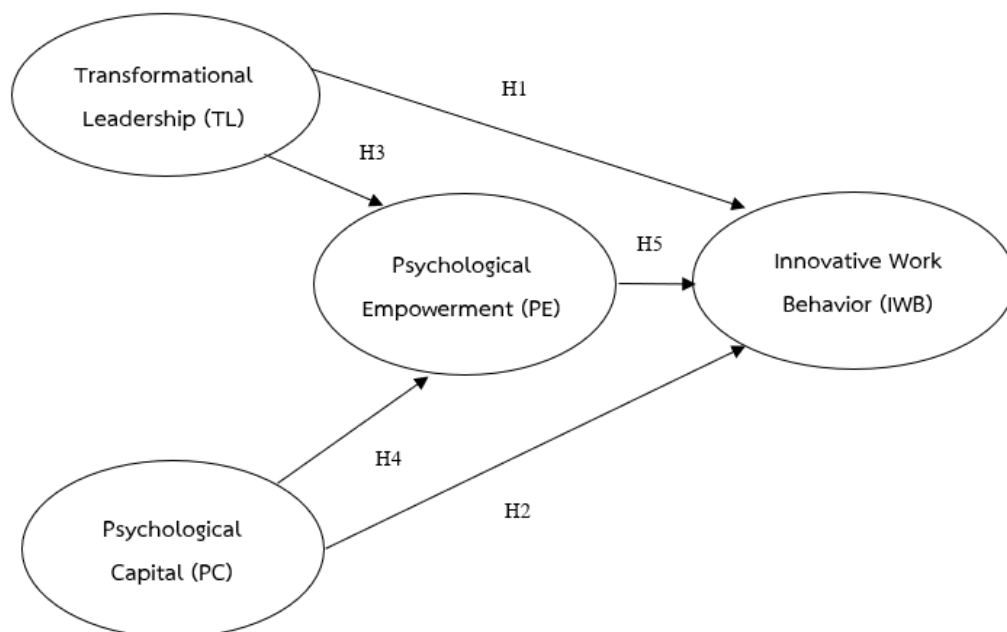 Transformational
Leadership (TL)
H1
H3
Psychological
Empowerment (PE)
H5
Innovative Work
Behavior (IWB)
H4
H2
Psychological
Capital (PC)